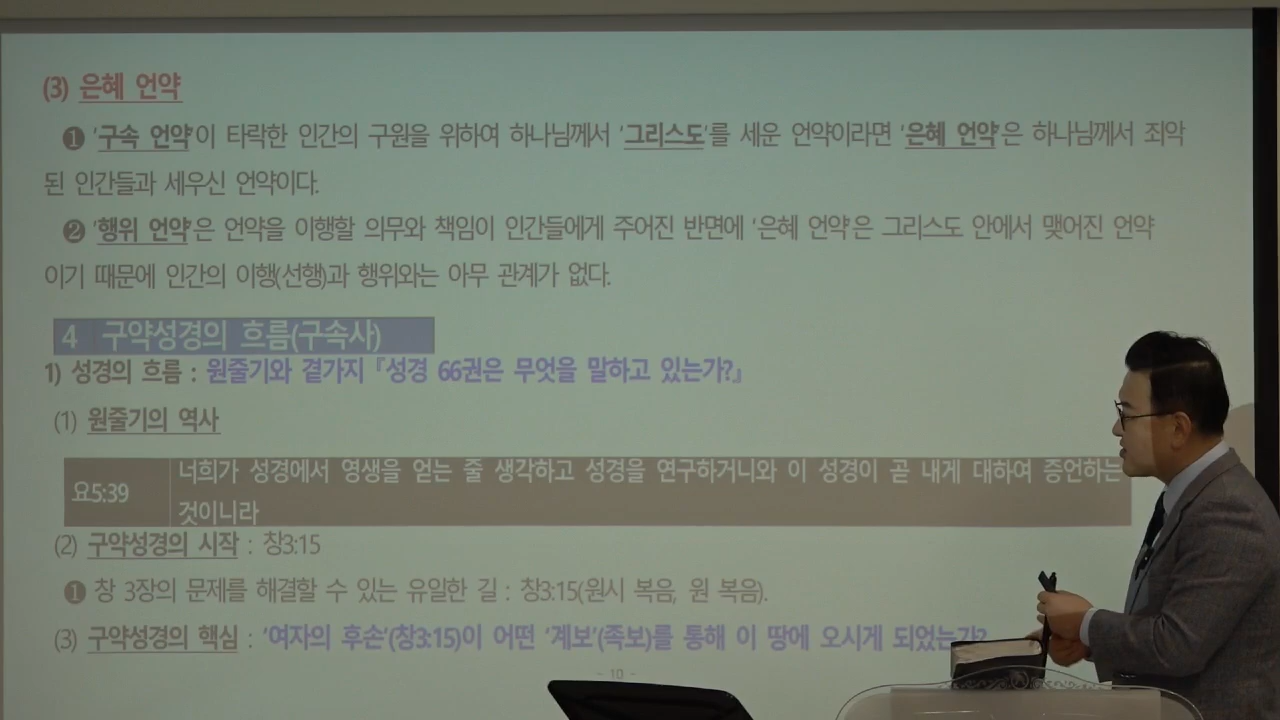 (3) 은혜 언약
❶ '구속 언약'이 타락한 인간의 구원을 위하여 하나님께서 '그리스도'를 세운 언약이라면 '은혜 언약'은 하나님께서 죄악
된 인간들과 세우신 언약이다.
❷ '행위 언약'은 언약을 이행할 의무와 책임이 인간들에게 주어진 반면에 '은혜 언약'은 그리스도 안에서 맺어진 언약
이기 때문에 인간의 이행(선행)과 행위와는 아무 관계가 없다.
4 구약성경의 흐름(구속사)
1) 성경의 흐름 : 원줄기와 곁가지 『성경 66권은 무엇을 말하고 있는가?』
(1) 원줄기의 역사
너희가 성경에서 영생을 얻는 줄 생각하고 성경을 연구하거니와 이 성경이 곧 내게 대하여 증언하는
요5:39
것이니라
(2) 구약성경의 시작 : 창3:15
❶ 창 3장의 문제를 해결할 수 있는 유일한 길 : 창3:15(원시 복음, 원 복음).
(3) 구약성경의 핵심 : '여자의 후손'(창3:15)이 어떤 '계보'(족보)를 통해 이 땅에 오시게 되었는가?
- 10 -